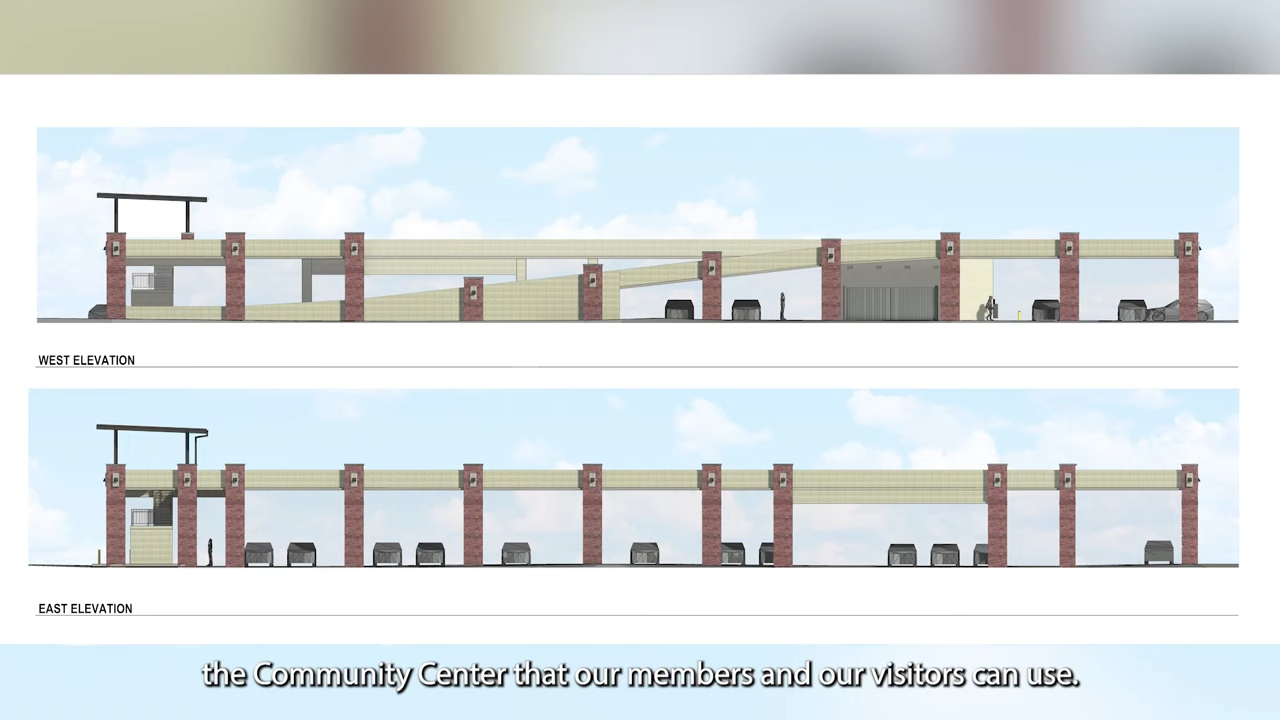 WEST ELEVATION
EAST ELEVATION
the Community Center that our members and our visitors can use.